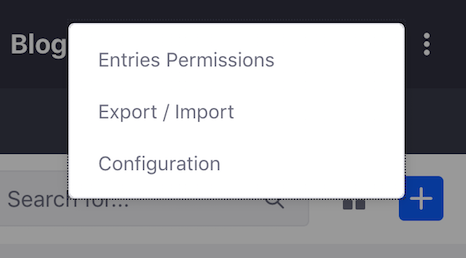 Blog
Entries Permissions
Export / Import
Configuration
Search for...